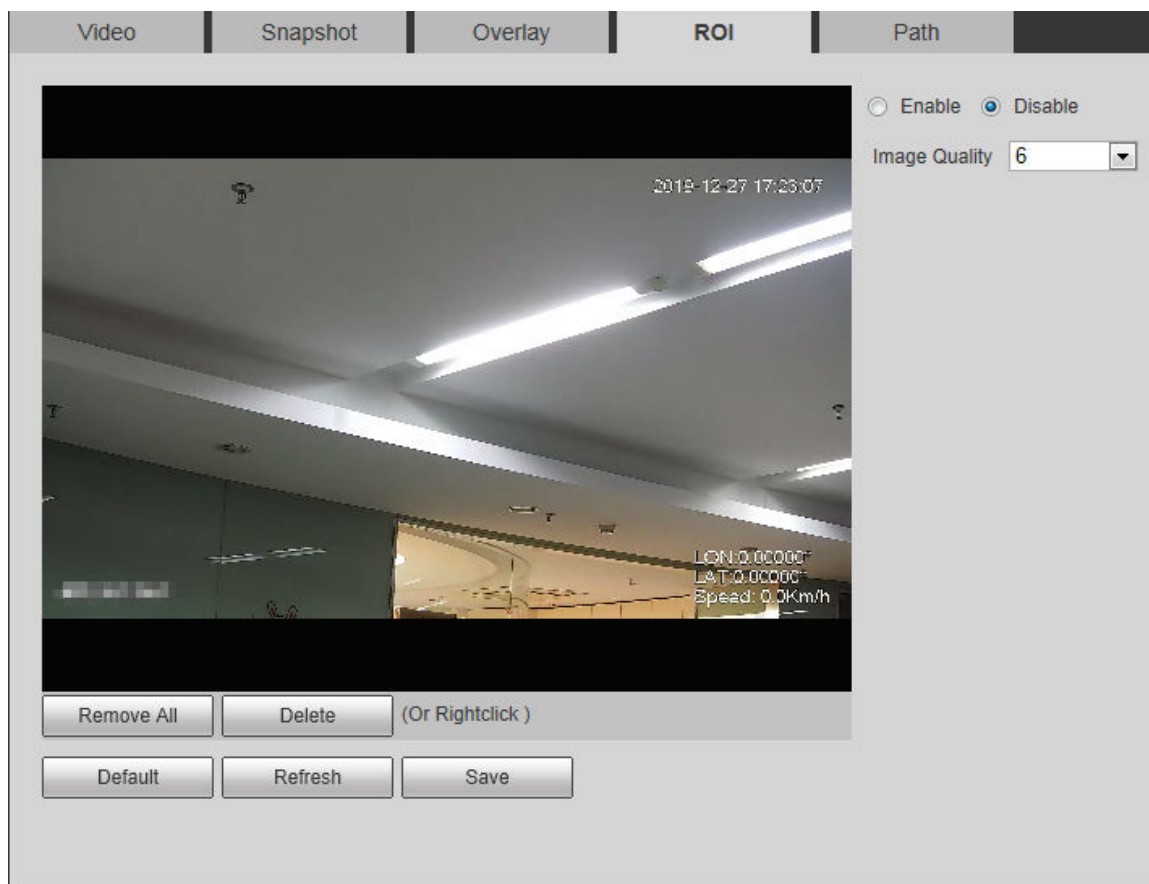 Video Snapshot Overlay ROI Path
Enable Disable
Image Quality 6
2019-12-27 17:23:07
LON:0.00000°
LAT:0.00000°
Speed: 0.0Km/h
Remove All Delete (Or Rightclick )
Default Refresh Save